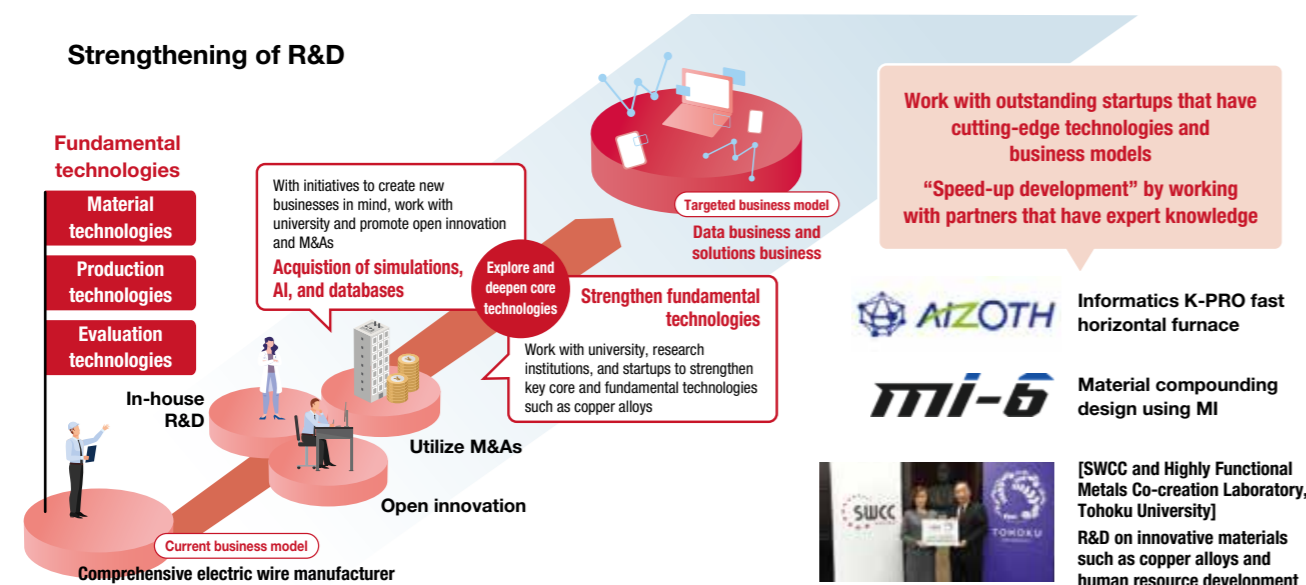 Strengthening of R&D
Fundamental
technologies
Material
technologies
Production
technologies
Evaluation
technologies
With initiatives to create new
businesses in mind, work with
university and promote open innovation
and M&As
Acquistion of simulations,
AI, and databases
Explore and
deepen core
technologies
Strengthen fundamental
technologies
Work with university, research
institutions, and startups to strengthen
key core and fundamental technologies
such as copper alloys
In-house
R&D
Utilize M&As
Open innovation
Current business model
Comprehensive electric wire manufacturer
Targeted business model
Data business and
solutions business
Work with outstanding startups that have
cutting-edge technologies and
business models
“Speed-up development” by working
with partners that have expert knowledge
AIZOTH
Informatics K-PRO fast
horizontal furnace
mi-6
Material compounding
design using MI
SWCC
TOHOKU
[SWCC and Highly Functional
Metals Co-creation Laboratory,
Tohoku University]
R&D on innovative materials
such as copper alloys and
human resource development